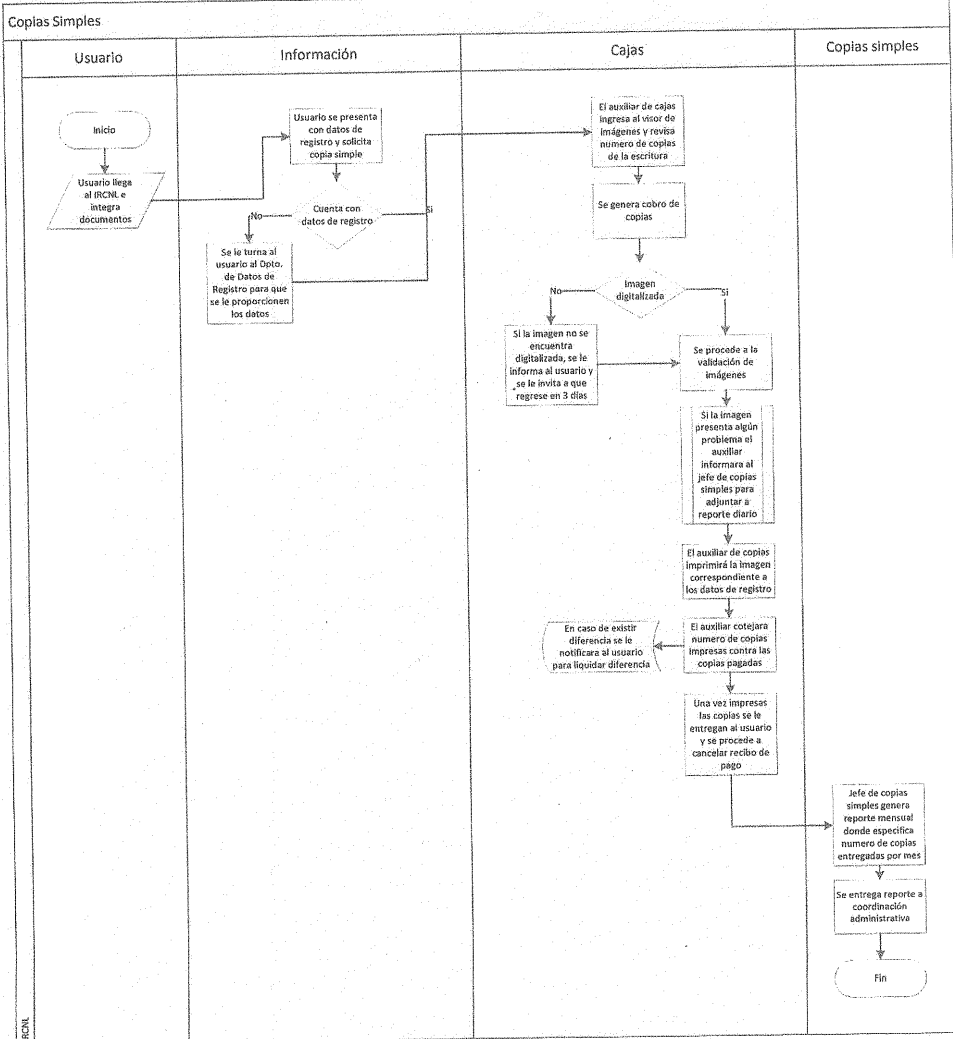 Copias Simples
Usuario
Información
Cajas
Copias simples
Inicio
Usuario llega
al IRCNL e
integra
documentos
Usuario se presenta
con datos de
registro y solicita
copia simple
Cuenta con
datos de registro
No
Si
Se le turna al
usuario al Dpto.
de Datos de
Registro para que
se le proporcionen
los datos
El auxiliar de cajas
ingresa al visor de
imágenes y revisa
numero de copias
de la escritura
Se genera cobro de
copias
Imagen
digitalizada
No
Si
Si la imagen no se
encuentra
digitalizada, se le
informa al usuario y
se le invita a que
regrese en 3 días
Se procede a la
validación de
imágenes
Si la imagen
presenta algún
problema el
auxiliar
informara al
jefe de copias
simples para
adjuntar a
reporte diario
El auxiliar de copias
imprimirá la imagen
correspondiente a
los datos de registro
El auxiliar cotejara
numero de copias
impresas contra las
copias pagadas
En caso de existir
diferencia se le
notificara al usuario
para liquidar diferencia
Una vez impresas
las copias se le
entregan al usuario
y se procede a
cancelar recibo de
pago
Jefe de copias
simples genera
reporte mensual
donde especifica
numero de copias
entregadas por mes
Se entrega reporte a
coordinación
administrativa
Fin
RCNL